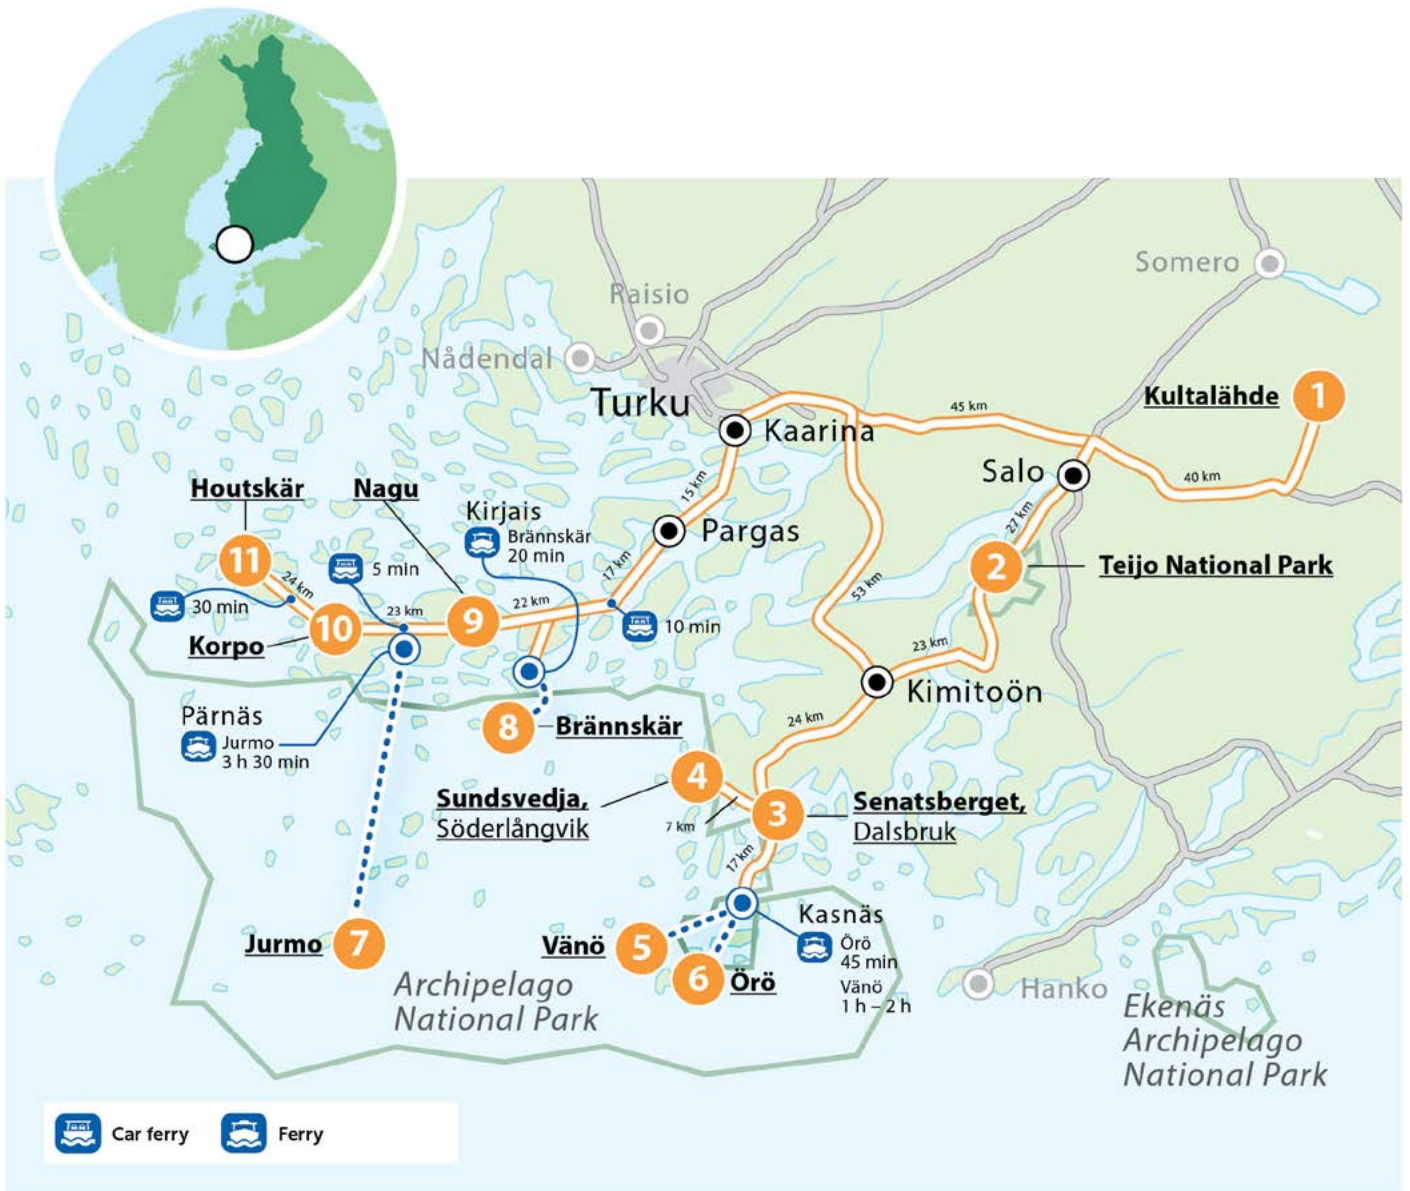 Somero
Raisio
Nådendal
Turku
Kaarina
45 km
Kultalähde
1
Salo
40 km
15 km
Houtskär
Nagu
Kirjais
Brännskär
20 min
Pargas
27 km
11
5 min
17 km
2
Teijo National Park
24 km
30 min
23 km
22 km
53 km
9
10
10 min
Korpo
23 km
Kimitoön
Pärnäs
Jurmo
3 h 30 min
8
Brännskär
24 km
4
Sundsvedja,
Söderlångvik
7 km
3
Senatsberget,
Dalsbruk
17 km
Jurmo
7
Vänö
5
6
Örö
Kasnäs
Örö
45 min
Vänö
1 h – 2 h
Archipelago
National Park
Hanko
Ekenäs
Archipelago
National Park
Car ferry
Ferry